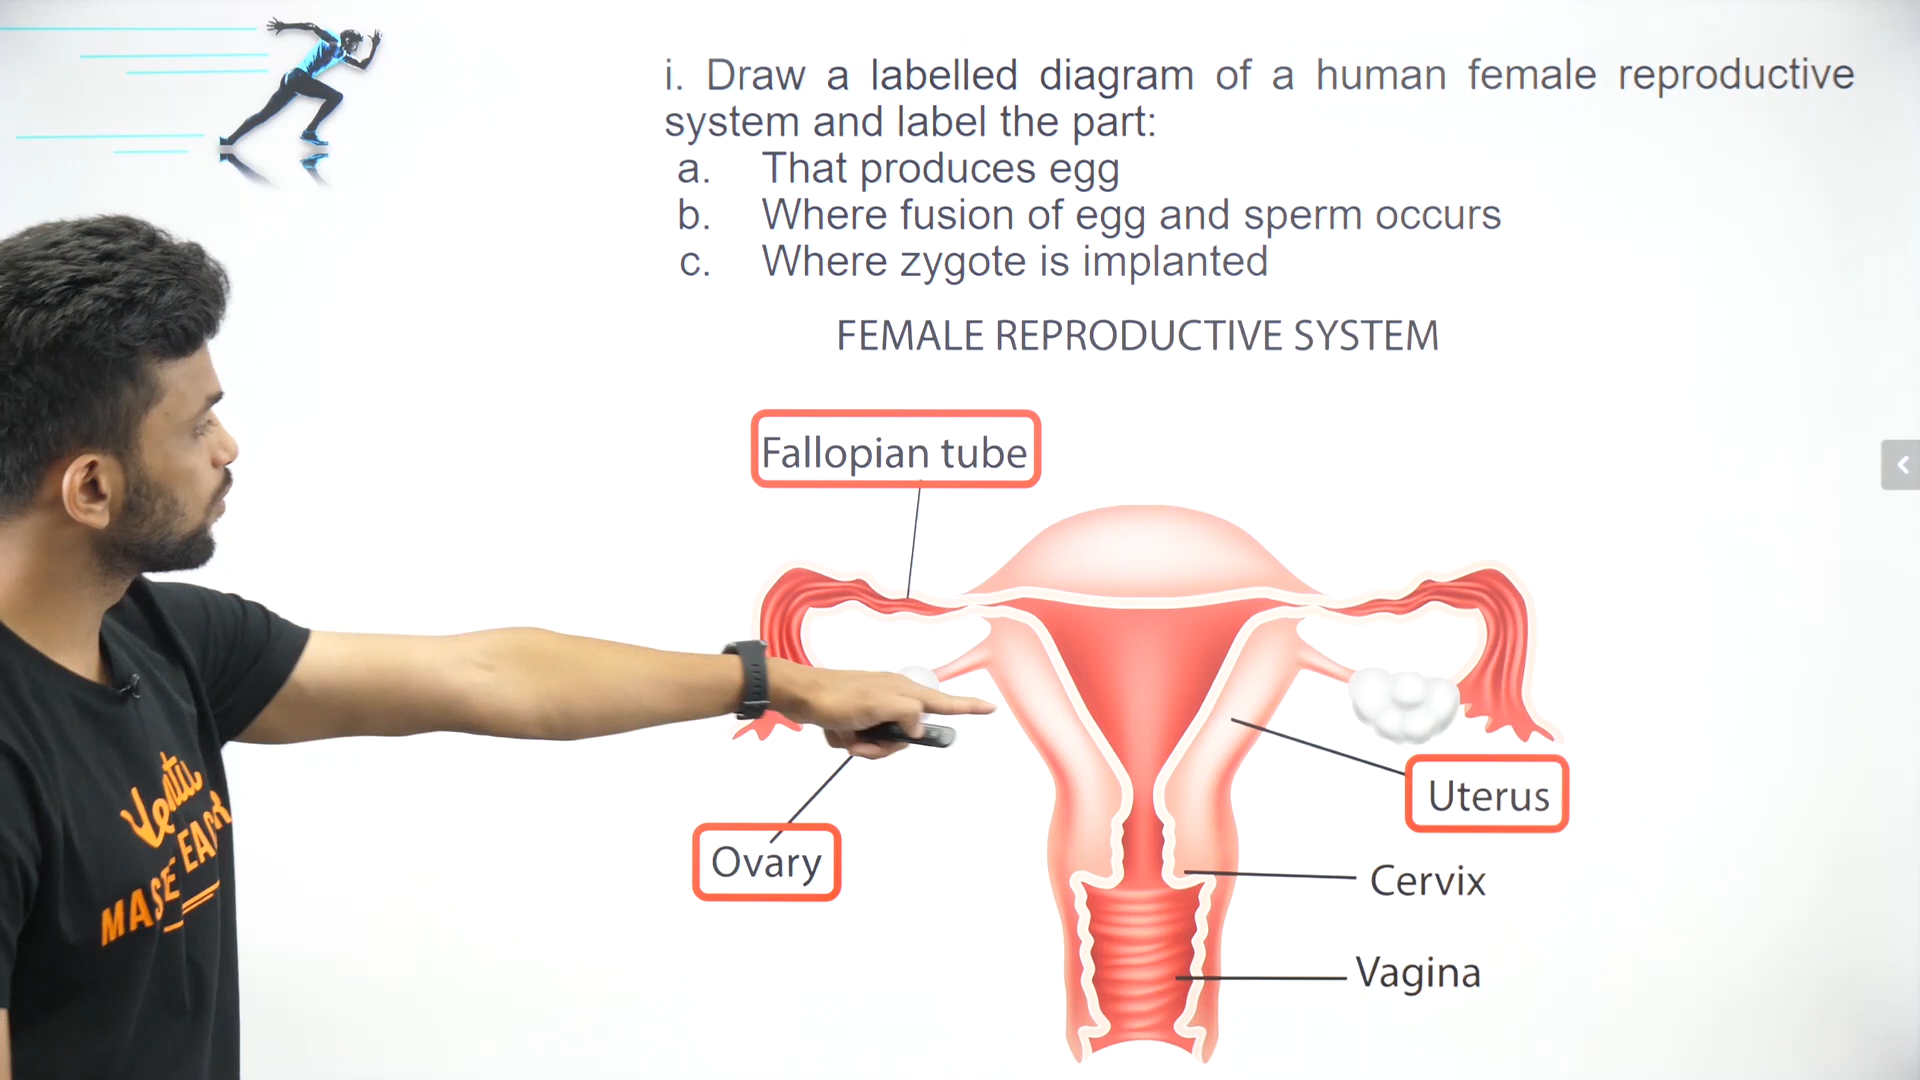 i. Draw a labelled diagram of a human female reproductive
system and label the part:
a. That produces egg
b. Where fusion of egg and sperm occurs
c. Where zygote is implanted
FEMALE REPRODUCTIVE SYSTEM
Fallopian tube
Uterus
Ovary
Cervix
Vagina